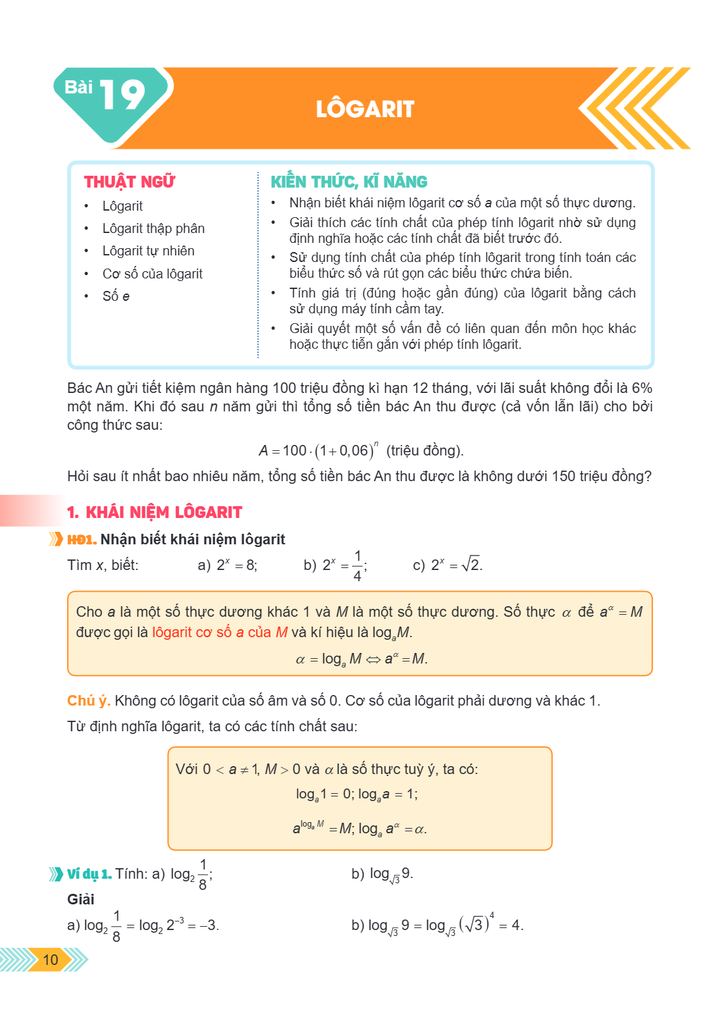 Bài 19
LÔGARIT
THUẬT NGỮ
• Lôgarit
• Lôgarit thập phân
• Lôgarit tự nhiên
• Cơ số của lôgarit
• Số e
KIẾN THỨC, KĨ NĂNG
• Nhận biết khái niệm lôgarit cơ số a của một số thực dương.
• Giải thích các tính chất của phép tính lôgarit nhờ sử dụng
định nghĩa hoặc các tính chất đã biết trước đó.
• Sử dụng tính chất của phép tính lôgarit trong tính toán các
biểu thức số và rút gọn các biểu thức chứa biến.
• Tính giá trị (đúng hoặc gần đúng) của lôgarit bằng cách
sử dụng máy tính cầm tay.
• Giải quyết một số vấn đề có liên quan đến môn học khác
hoặc thực tiễn gắn với phép tính lôgarit.
Bác An gửi tiết kiệm ngân hàng 100 triệu đồng kì hạn 12 tháng, với lãi suất không đổi là 6%
một năm. Khi đó sau n năm gửi thì tổng số tiền bác An thu được (cả vốn lẫn lãi) cho bởi
công thức sau:
A = 100 · (1 + 0,06)ⁿ (triệu đồng).
Hỏi sau ít nhất bao nhiêu năm, tổng số tiền bác An thu được là không dưới 150 triệu đồng?
1. KHÁI NIỆM LÔGARIT
HĐ1. Nhận biết khái niệm lôgarit
Tìm x, biết: a) 2ˣ = 8; b) 2ˣ = 1/4; c) 2ˣ = √2.
Cho a là một số thực dương khác 1 và M là một số thực dương. Số thực α để a^α = M
được gọi là lôgarit cơ số a của M và kí hiệu là logₐM.
α = logₐ M ⇔ a^α = M.
Chú ý. Không có lôgarit của số âm và số 0. Cơ số của lôgarit phải dương và khác 1.
Từ định nghĩa lôgarit, ta có các tính chất sau:
Với 0 < a ≠ 1, M > 0 và α là số thực tuỳ ý, ta có:
logₐ1 = 0; logₐa = 1;
a^(logₐ M) = M; logₐ a^α = α.
Ví dụ 1. Tính: a) log₂ 1/8; b) log_√3 9.
Giải
a) log₂ 1/8 = log₂ 2⁻³ = −3. b) log_√3 9 = log_√3 (√3)⁴ = 4.
10